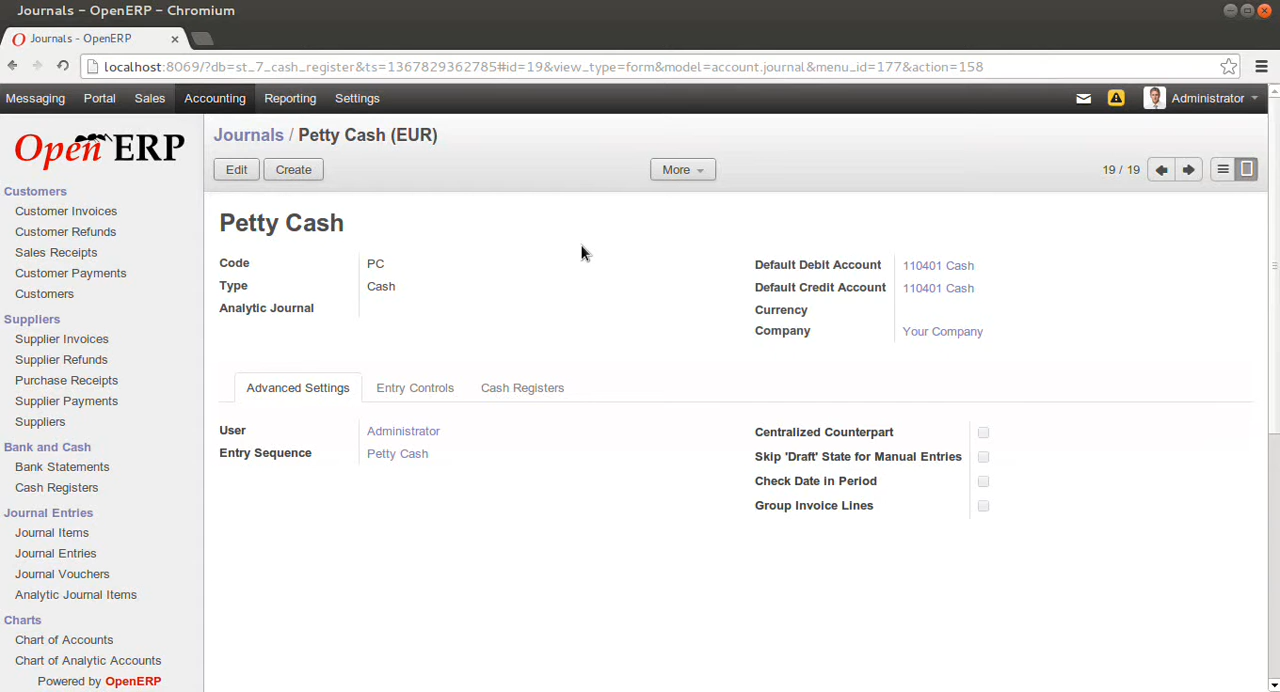 Journals - OpenERP - Chromium
Journals - OpenERP
localhost:8069/?db=st_7_cash_register&ts=1367829362785#id=19&view_type=form&model=account.journal&menu_id=177&action=158
Messaging Portal Sales Accounting Reporting Settings Administrator
Open ERP
Journals / Petty Cash (EUR)
Edit Create More 19 / 19
Customers
Customer Invoices
Customer Refunds
Sales Receipts
Customer Payments
Customers
Suppliers
Supplier Invoices
Supplier Refunds
Purchase Receipts
Supplier Payments
Suppliers
Bank and Cash
Bank Statements
Cash Registers
Journal Entries
Journal Items
Journal Entries
Journal Vouchers
Analytic Journal Items
Charts
Chart of Accounts
Chart of Analytic Accounts
Powered by OpenERP
Petty Cash
Code PC
Type Cash
Analytic Journal
Default Debit Account 110401 Cash
Default Credit Account 110401 Cash
Currency
Company Your Company
Advanced Settings Entry Controls Cash Registers
User Administrator
Entry Sequence Petty Cash
Centralized Counterpart
Skip 'Draft' State for Manual Entries
Check Date in Period
Group Invoice Lines